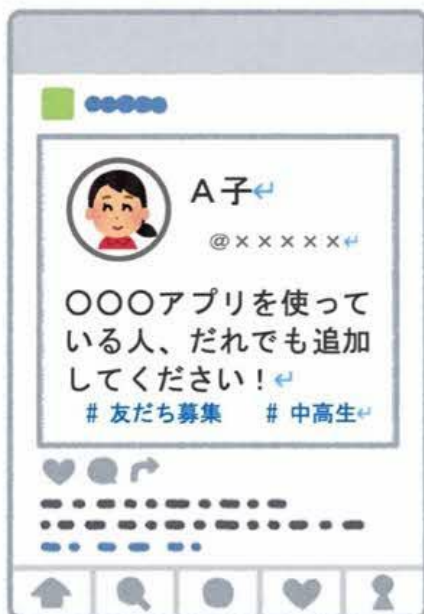 A子
@×××××
〇〇〇アプリを使って
いる人、だれでも追加
してください！
# 友だち募集 # 中高生